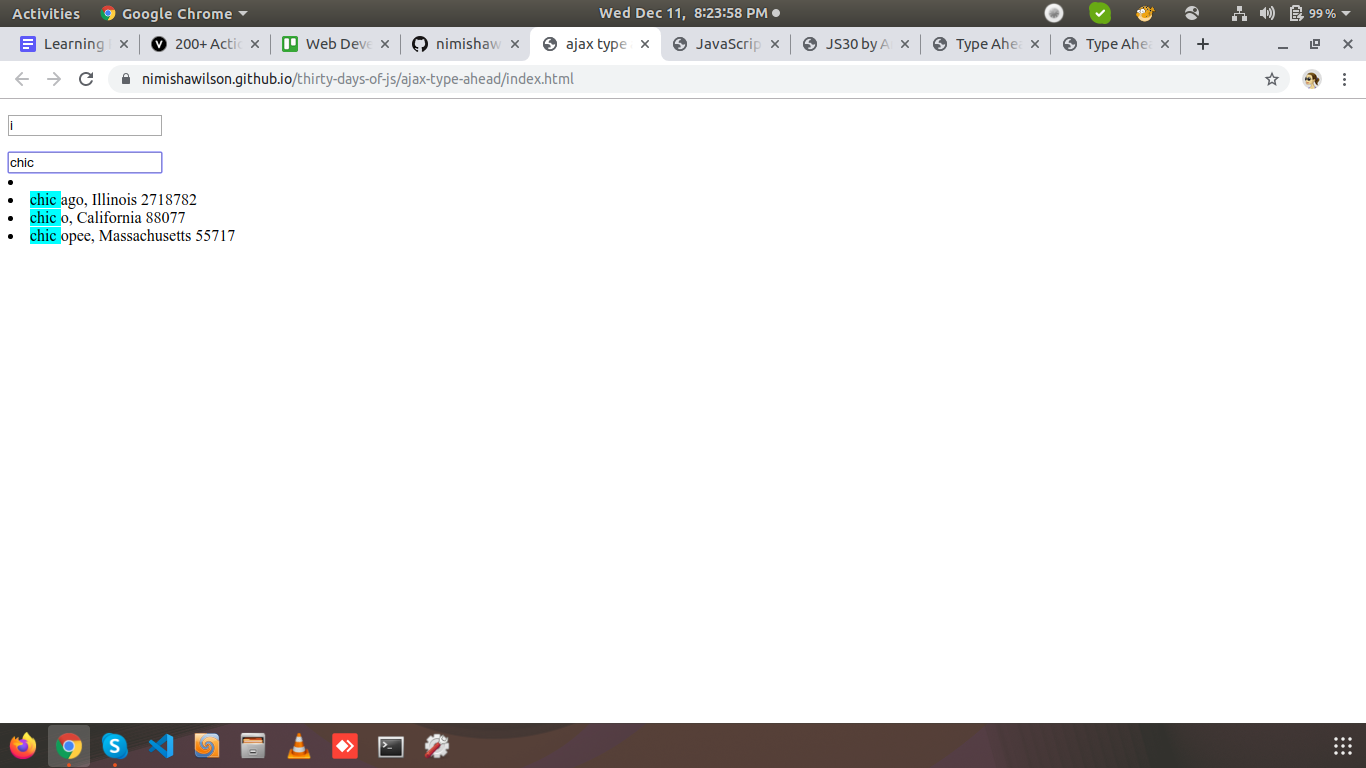 Activities Google Chrome Wed Dec 11, 8:23:58 PM 99 %
Learning 200+ Actio Web Deve nimishaw ajax type JavaScrip JS30 by A Type Ahea Type Ahea
nimishawilson.github.io/thirty-days-of-js/ajax-type-ahead/index.html
i
chic
chic ago, Illinois 2718782
chic o, California 88077
chic opee, Massachusetts 55717